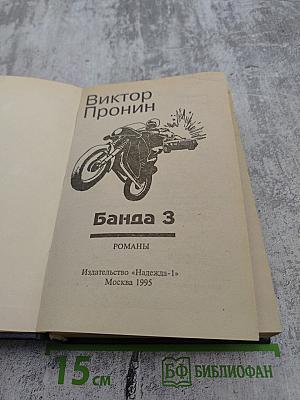 Виктор
Пронин
Банда 3
РОМАНЫ
Издательство «Надежда-1»
Москва 1995
15 см
БФ БИБЛИОФАН